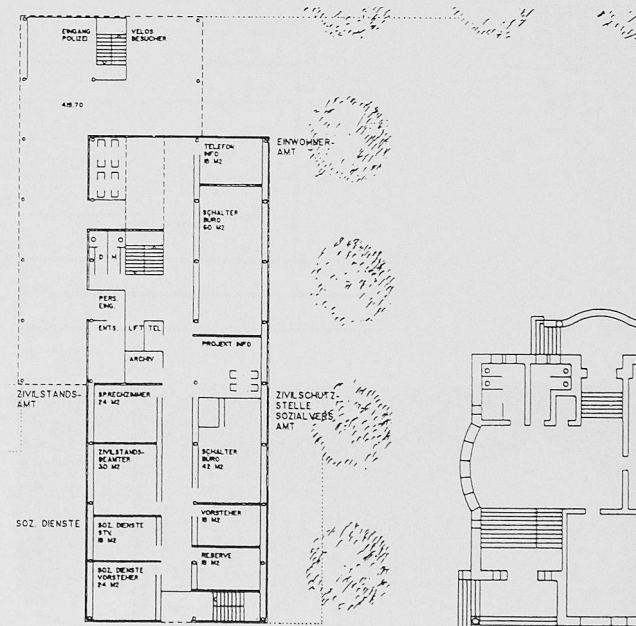 EINGANG
POLIZEI
VELOS
BESUCHER
418.70
TELEFON
INFO
18 M2
EINWOHNER-
AMT
SCHALTER
BÜRO
60 M2
D H
PERS.
EING.
ENTS. LIFT TEL
ARCHIV
PROJEKT INFO
ZIVILSTANDS-
AMT
SPRECHZIMMER
24 M2
ZIVILSCHUTZ-
STELLE
SOZIALVERS.
AMT
ZIVILSTANDS-
BEAMTER
30 M2
SCHALTER
BÜRO
42 M2
SOZ. DIENSTE
SOZ. DIENSTE
STV.
18 M2
VORSTEHER
18 M2
RESERVE
18 M2
SOZ. DIENSTE
VORSTEHER
24 M2